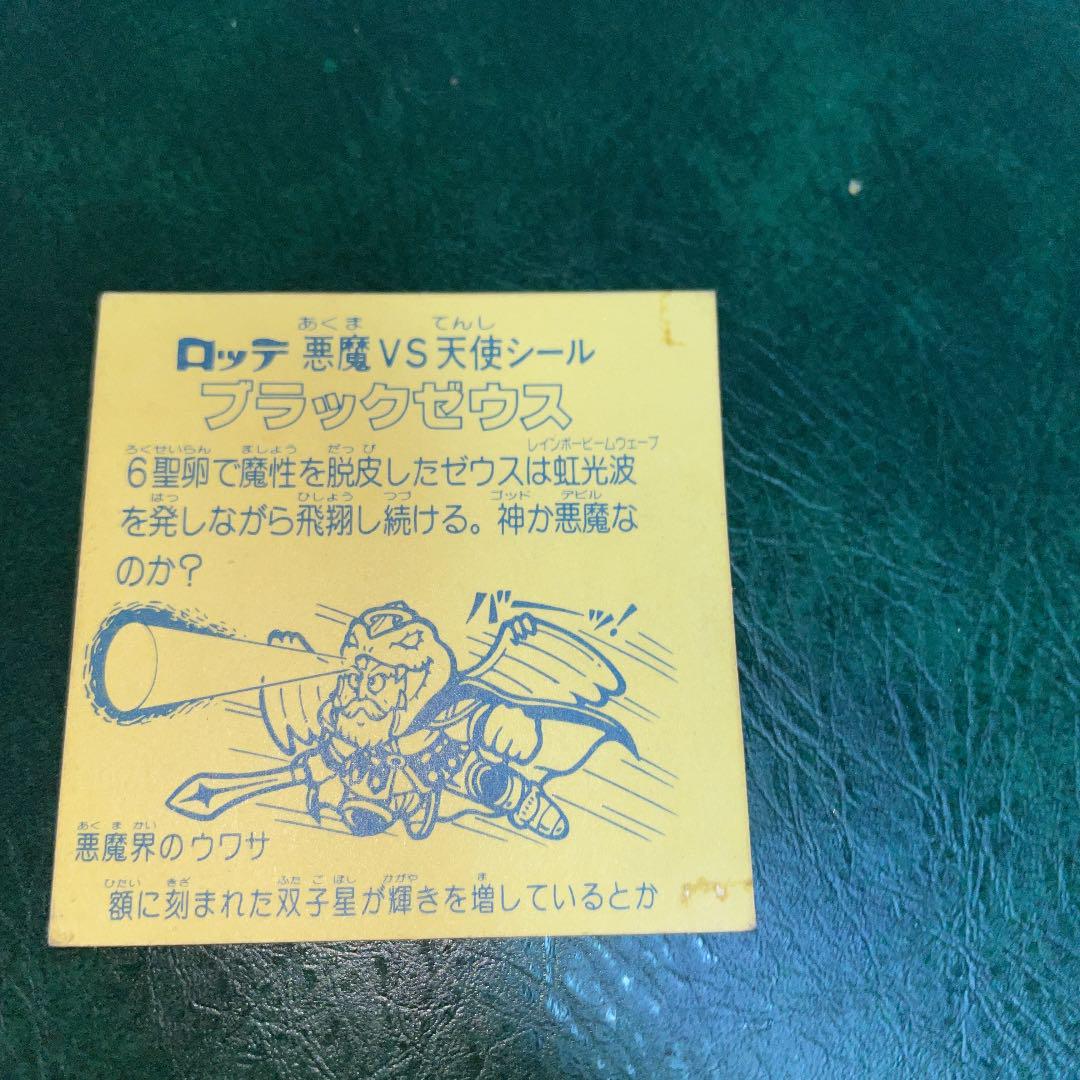 あくま てんし
ロッテ 悪魔VS天使シール
ブラックゼウス
ろくせいらん ましょう だっぴ レインボービームウェーブ
6聖卵で魔性を脱皮したゼウスは虹光波
はっ ひしょう つづ ゴッド デビル
を発しながら飛翔し続ける。神か悪魔な
のか?
バッ!
あくまかい
悪魔界のウワサ
ひたい きざ ふたごぼし かがや ま
額に刻まれた双子星が輝きを増しているとか